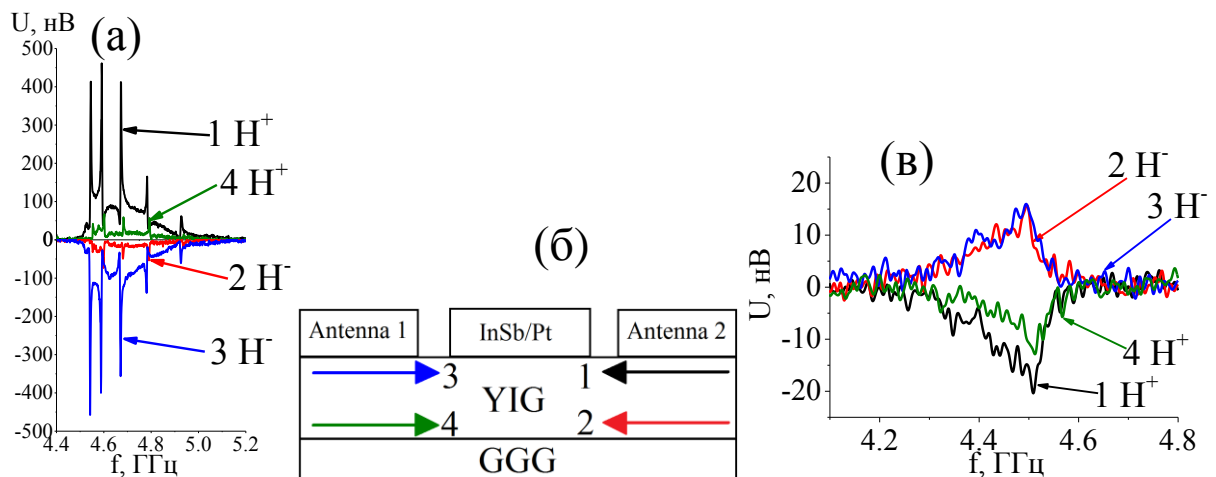 U, нВ
(а)
500
400
300
200
100
0
-100
-200
-300
-400
-500
1 H⁺
4 H⁺
2 H⁻
3 H⁻
4.4 4.6 4.8 5.0 5.2
f, ГГц
(б)
Antenna 1 InSb/Pt Antenna 2
3 1
YIG
4 2
GGG
(в)
U, нВ
20
10
0
-10
-20
2 H⁻
3 H⁻
4 H⁺
1 H⁺
4.2 4.4 4.6 4.8
f, ГГц